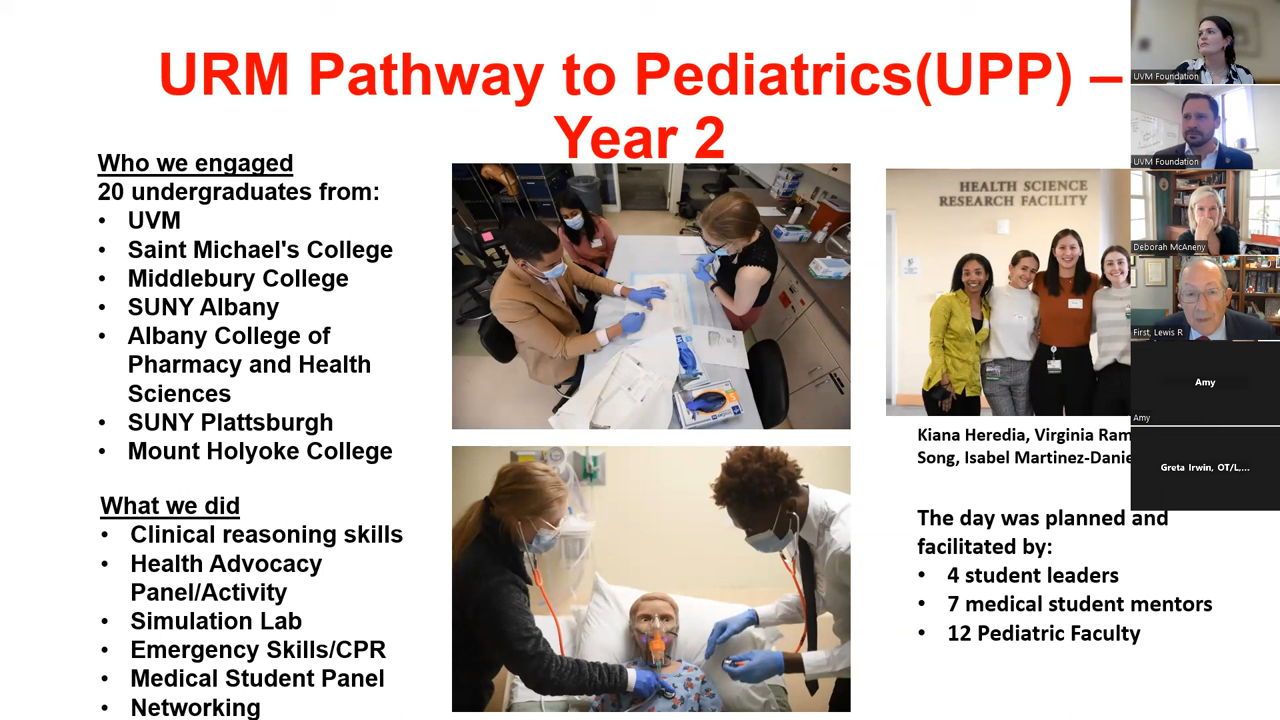 URM Pathway to Pediatrics(UPP) –
Year 2
Who we engaged
20 undergraduates from:
• UVM
• Saint Michael's College
• Middlebury College
• SUNY Albany
• Albany College of
Pharmacy and Health
Sciences
• SUNY Plattsburgh
• Mount Holyoke College
What we did
• Clinical reasoning skills
• Health Advocacy
Panel/Activity
• Simulation Lab
• Emergency Skills/CPR
• Medical Student Panel
• Networking
HEALTH SCIENCE
RESEARCH FACILITY
Kiana Heredia, Virginia Ram
Song, Isabel Martinez-Danie
The day was planned and
facilitated by:
• 4 student leaders
• 7 medical student mentors
• 12 Pediatric Faculty
UVM Foundation
UVM Foundation
Deborah McAneny
First, Lewis R
Amy
Amy
Greta Irwin, OT/L,...